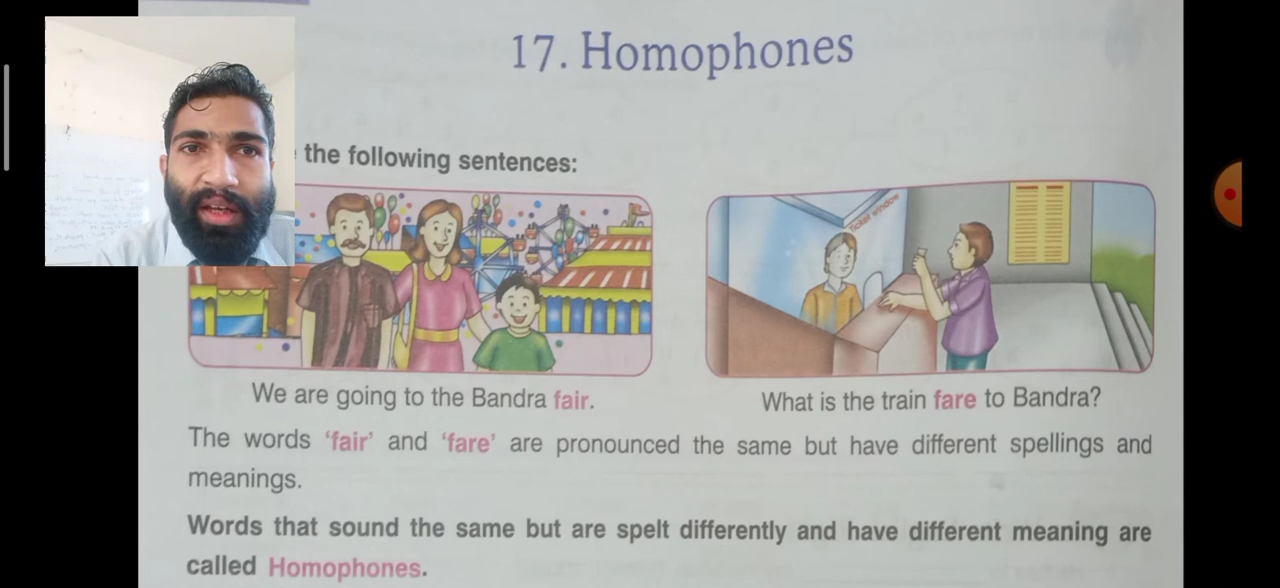 17. Homophones
the following sentences:
Ticket window
We are going to the Bandra fair.
What is the train fare to Bandra?
The words ‘fair’ and ‘fare’ are pronounced the same but have different spellings and
meanings.
Words that sound the same but are spelt differently and have different meaning are
called Homophones.